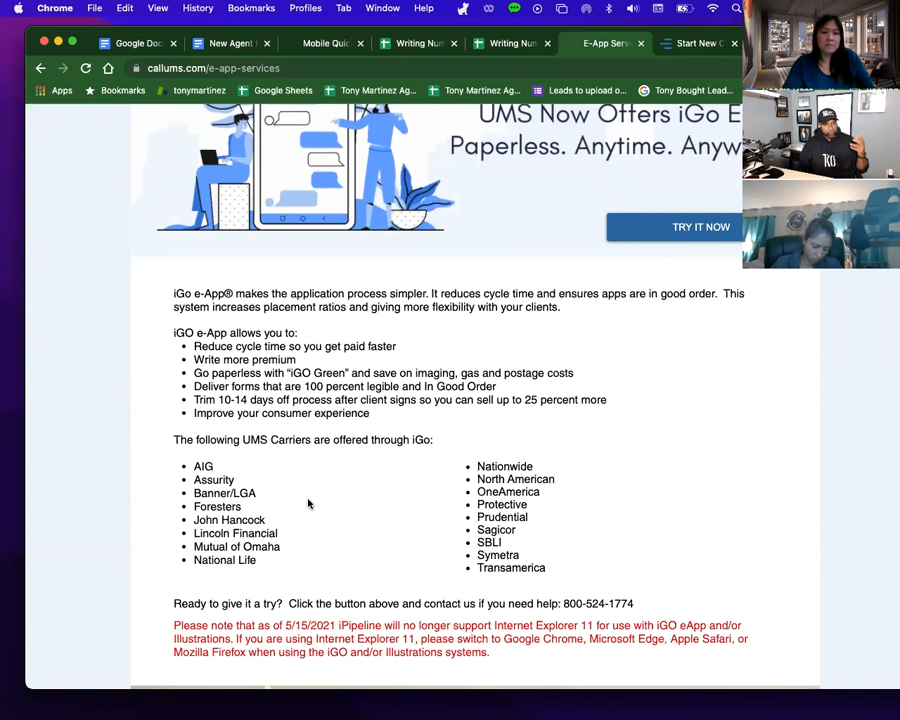 Chrome File Edit View History Bookmarks Profiles Tab Window Help
Google Doc New Agent Mobile Quic Writing Num Writing Num E-App Serv Start New C
callums.com/e-app-services
Apps Bookmarks tonymartinez Google Sheets Tony Martinez Ag... Tony Martinez Ag... Leads to upload o... Tony Bought Lead...
UMS Now Offers iGo E
Paperless. Anytime. Anyw
TRY IT NOW
iGo e-App® makes the application process simpler. It reduces cycle time and ensures apps are in good order. This
system increases placement ratios and giving more flexibility with your clients.
iGO e-App allows you to:
Reduce cycle time so you get paid faster
Write more premium
Go paperless with “iGO Green” and save on imaging, gas and postage costs
Deliver forms that are 100 percent legible and In Good Order
Trim 10-14 days off process after client signs so you can sell up to 25 percent more
Improve your consumer experience
The following UMS Carriers are offered through iGo:
AIG
Assurity
Banner/LGA
Foresters
John Hancock
Lincoln Financial
Mutual of Omaha
National Life
Nationwide
North American
OneAmerica
Protective
Prudential
Sagicor
SBLI
Symetra
Transamerica
Ready to give it a try? Click the button above and contact us if you need help: 800-524-1774
Please note that as of 5/15/2021 iPipeline will no longer support Internet Explorer 11 for use with iGO eApp and/or
Illustrations. If you are using Internet Explorer 11, please switch to Google Chrome, Microsoft Edge, Apple Safari, or
Mozilla Firefox when using the iGO and/or Illustrations systems.